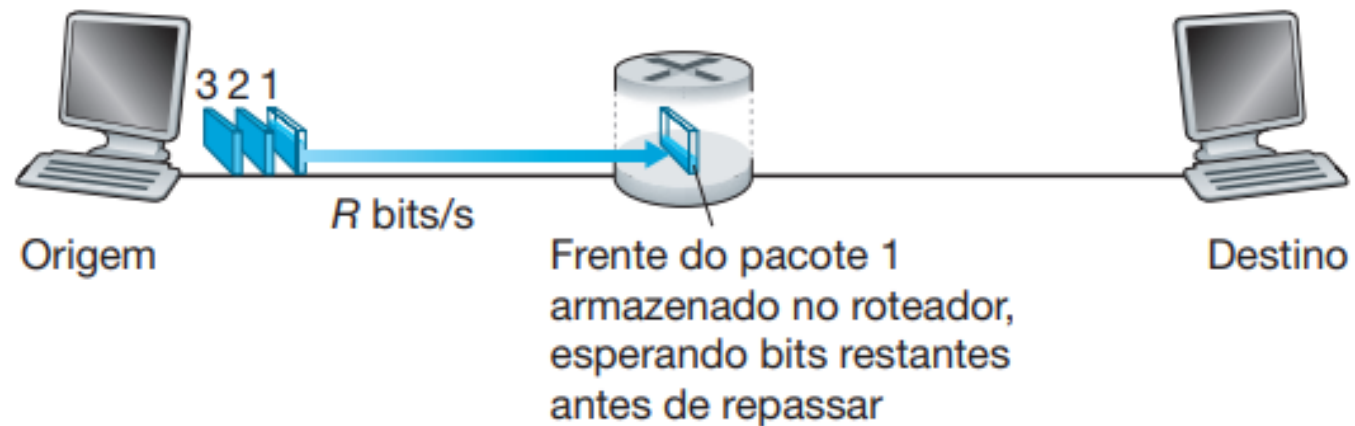 3 2 1
R bits/s
Origem
Frente do pacote 1
armazenado no roteador,
esperando bits restantes
antes de repassar
Destino